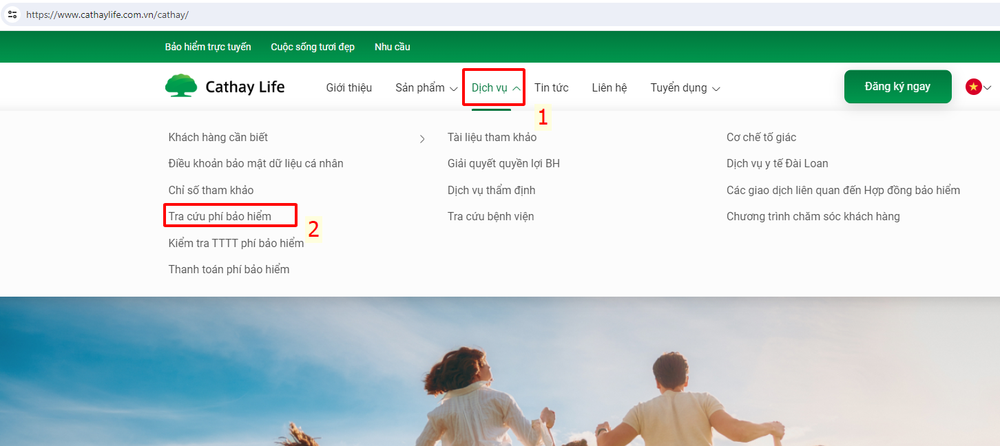 https://www.cathaylife.com.vn/cathay/
Bảo hiểm trực tuyến Cuộc sống tươi đẹp Nhu cầu
Cathay Life Giới thiệu Sản phẩm Dịch vụ Tin tức Liên hệ Tuyển dụng Đăng ký ngay
1
Khách hàng cần biết Tài liệu tham khảo Cơ chế tố giác
Điều khoản bảo mật dữ liệu cá nhân Giải quyết quyền lợi BH Dịch vụ y tế Đài Loan
Chỉ số tham khảo Dịch vụ thẩm định Các giao dịch liên quan đến Hợp đồng bảo hiểm
Tra cứu phí bảo hiểm Tra cứu bệnh viện Chương trình chăm sóc khách hàng
2
Kiểm tra TTTT phí bảo hiểm
Thanh toán phí bảo hiểm